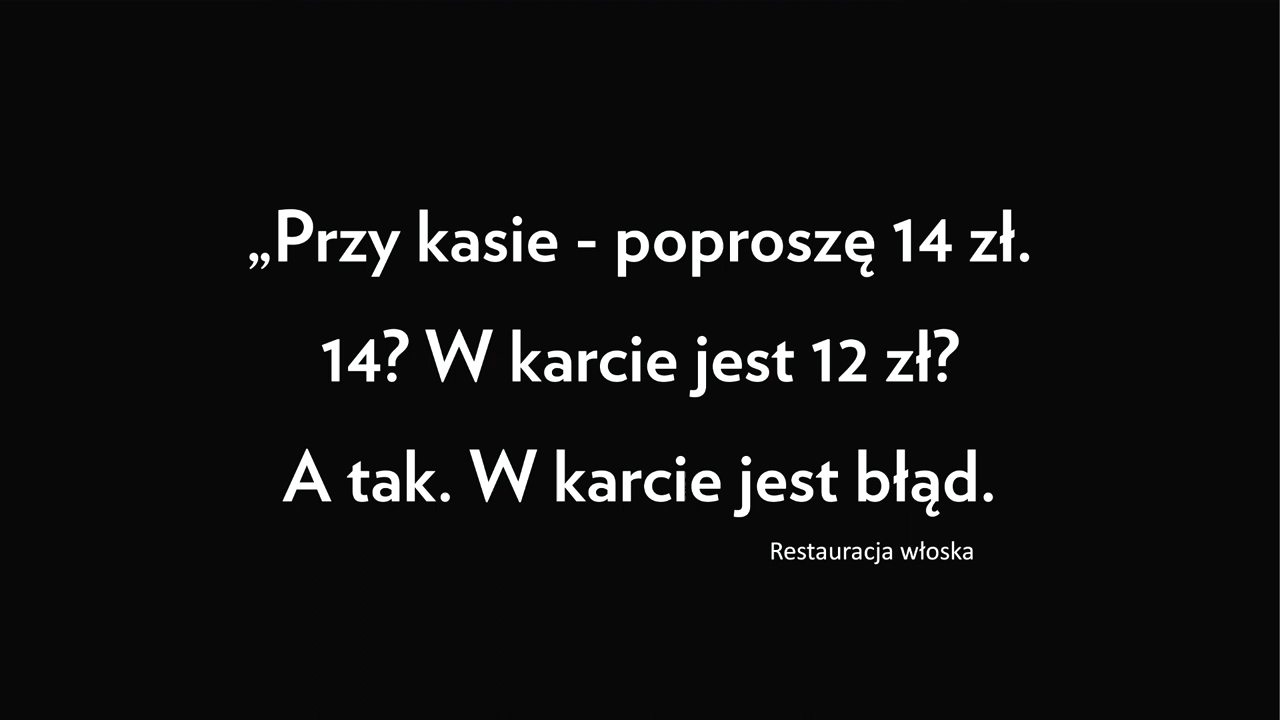 „Przy kasie - poproszę 14 zł.
14? W karcie jest 12 zł?
A tak. W karcie jest błąd.
Restauracja włoska